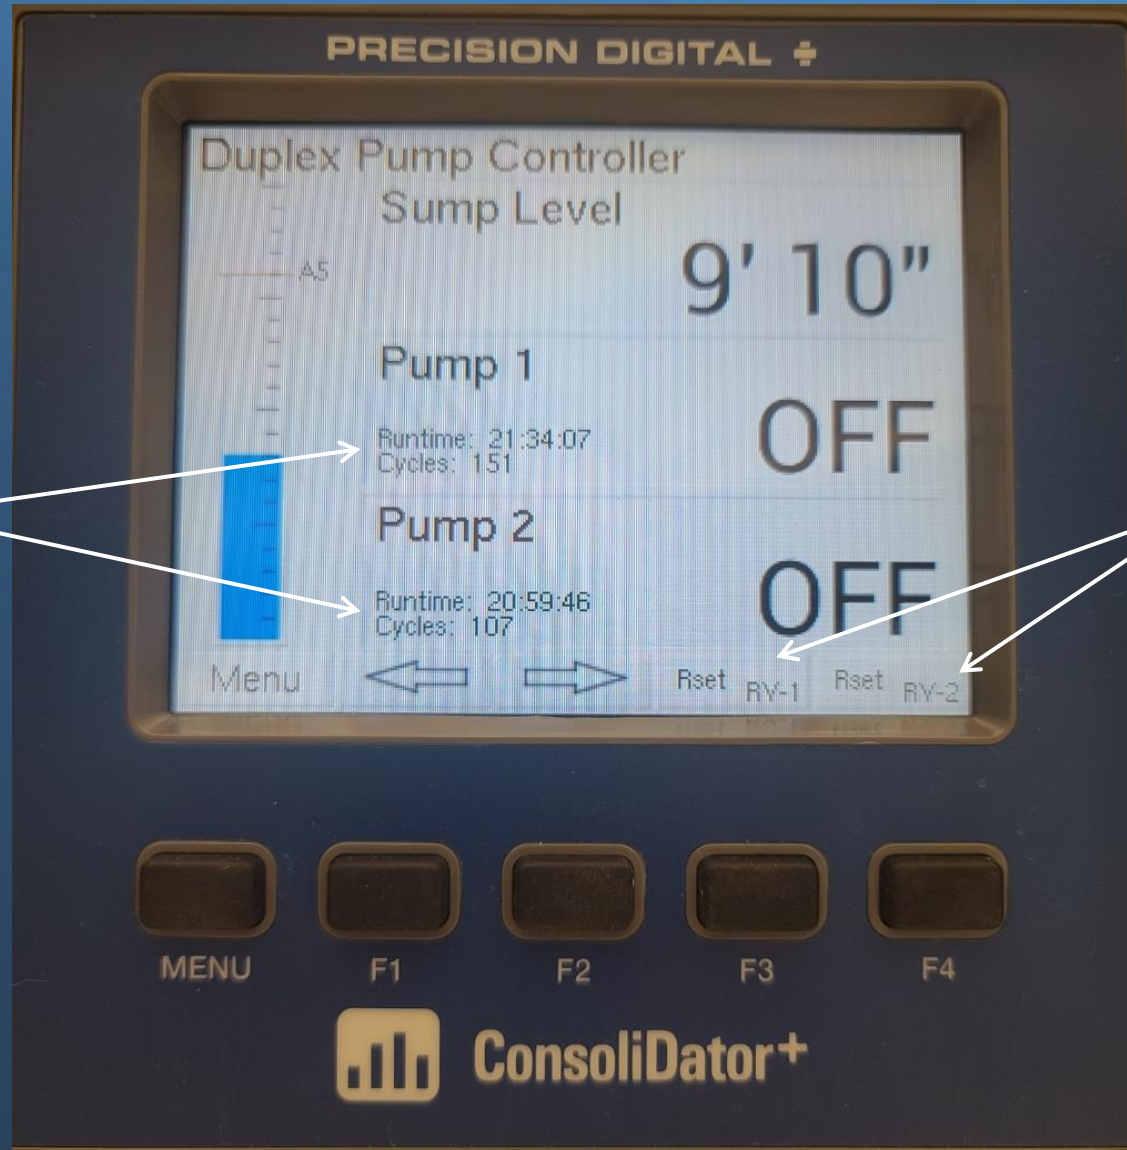 PRECISION DIGITAL
Duplex Pump Controller
Sump Level
9' 10"
A5
Pump 1
OFF
Runtime: 21:34:07
Cycles: 151
Pump 2
OFF
Runtime: 20:59:46
Cycles: 107
Menu
Rset RY-1
Rset RY-2
MENU F1 F2 F3 F4
ConsoliDator+